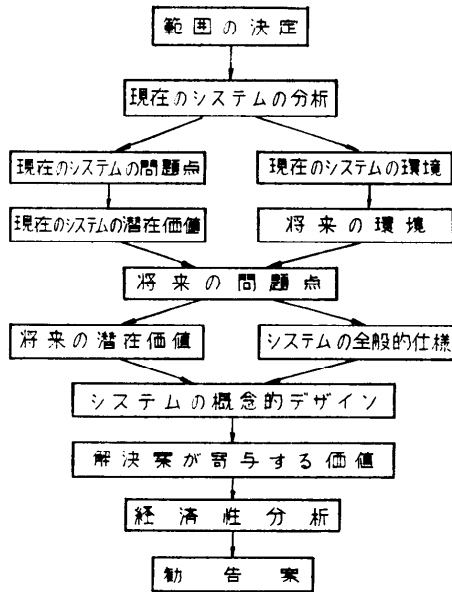 範囲の決定
現在のシステムの分析
現在のシステムの問題点
現在のシステムの環境
現在のシステムの潜在価値
将来の環境
将来の問題点
将来の潜在価値
システムの全般的仕様
システムの概念的デザイン
解決案が寄与する価値
経済性分析
勧告案